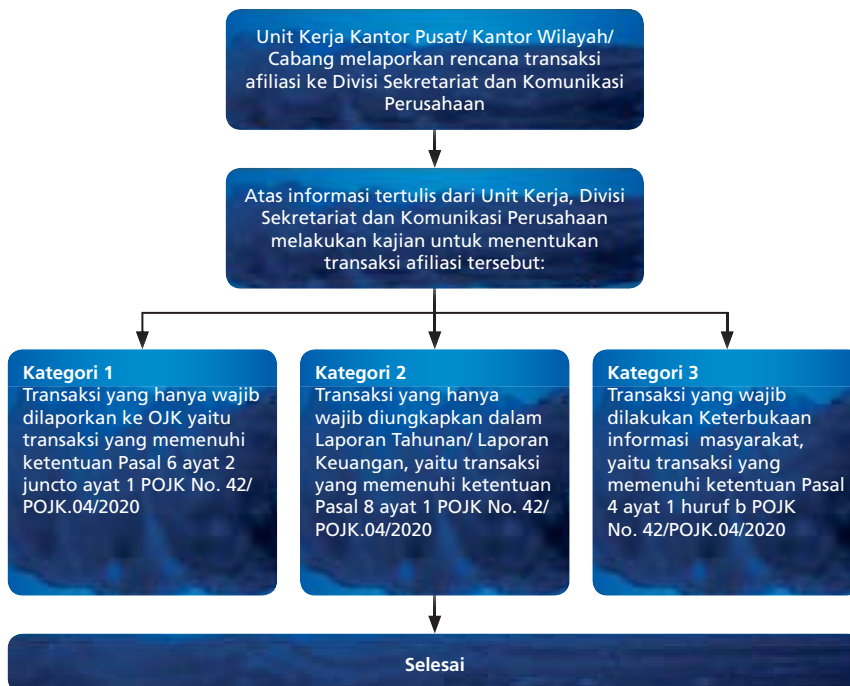 Unit Kerja Kantor Pusat/ Kantor Wilayah/
Cabang melaporkan rencana transaksi
afiliasi ke Divisi Sekretariat dan Komunikasi
Perusahaan
Atas informasi tertulis dari Unit Kerja, Divisi
Sekretariat dan Komunikasi Perusahaan
melakukan kajian untuk menentukan
transaksi afiliasi tersebut:
Kategori 1
Transaksi yang hanya wajib
dilaporkan ke OJK yaitu
transaksi yang memenuhi
ketentuan Pasal 6 ayat 2
juncto ayat 1 POJK No. 42/
POJK.04/2020
Kategori 2
Transaksi yang hanya
wajib diungkapkan dalam
Laporan Tahunan/ Laporan
Keuangan, yaitu transaksi
yang memenuhi ketentuan
Pasal 8 ayat 1 POJK No. 42/
POJK.04/2020
Kategori 3
Transaksi yang wajib
dilakukan Keterbukaan
informasi masyarakat,
yaitu transaksi yang
memenuhi ketentuan Pasal
4 ayat 1 huruf b POJK
No. 42/POJK.04/2020
Selesai